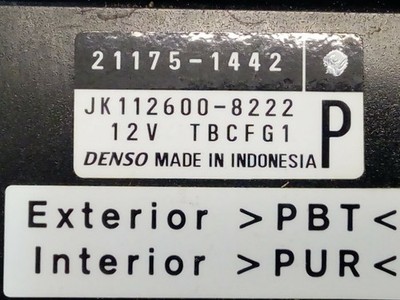 21175-1442
JK112600-8222
12V TBCFG1 P
DENSO MADE IN INDONESIA
Exterior >PBT<
Interior >PUR<